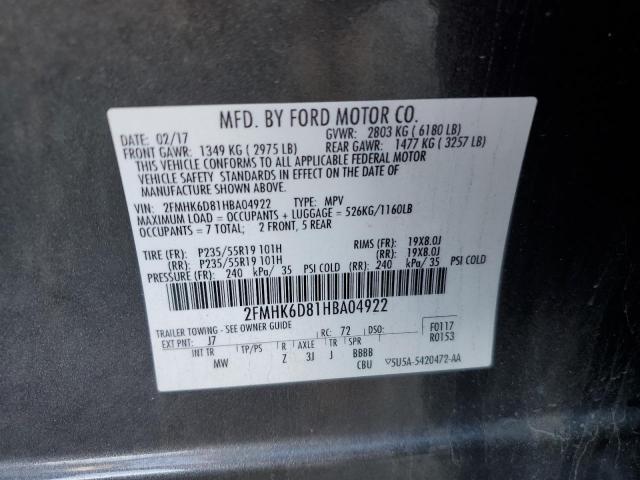 MFD. BY FORD MOTOR CO.
DATE: 02/17 GVWR: 2803 KG ( 6180 LB)
FRONT GAWR: 1349 KG ( 2975 LB) REAR GAWR: 1477 KG ( 3257 LB)
THIS VEHICLE CONFORMS TO ALL APPLICABLE FEDERAL MOTOR
VEHICLE SAFETY STANDARDS IN EFFECT ON THE DATE OF
MANUFACTURE SHOWN ABOVE.
VIN: 2FMHK6D81HBA04922 TYPE: MPV
MAXIMUM LOAD = OCCUPANTS + LUGGAGE = 526KG/1160LB
OCCUPANTS = 7 TOTAL; 2 FRONT, 5 REAR
TIRE (FR): P235/55R19 101H RIMS (FR): 19X8.0J
(RR): P235/55R19 101H (RR): 19X8.0J
PRESSURE (FR): 240 kPa/ 35 PSI COLD (RR): 240 kPa/ 35 PSI COLD
2FMHK6D81HBA04922
TRAILER TOWING - SEE OWNER GUIDE
EXT PNT: J7 RC: 72 DSO: F0117
R0153
INT TR TP/PS R AXLE TR SPR
MW Z 3J J BBBB
CBU ▽5U5A-5420472-AA